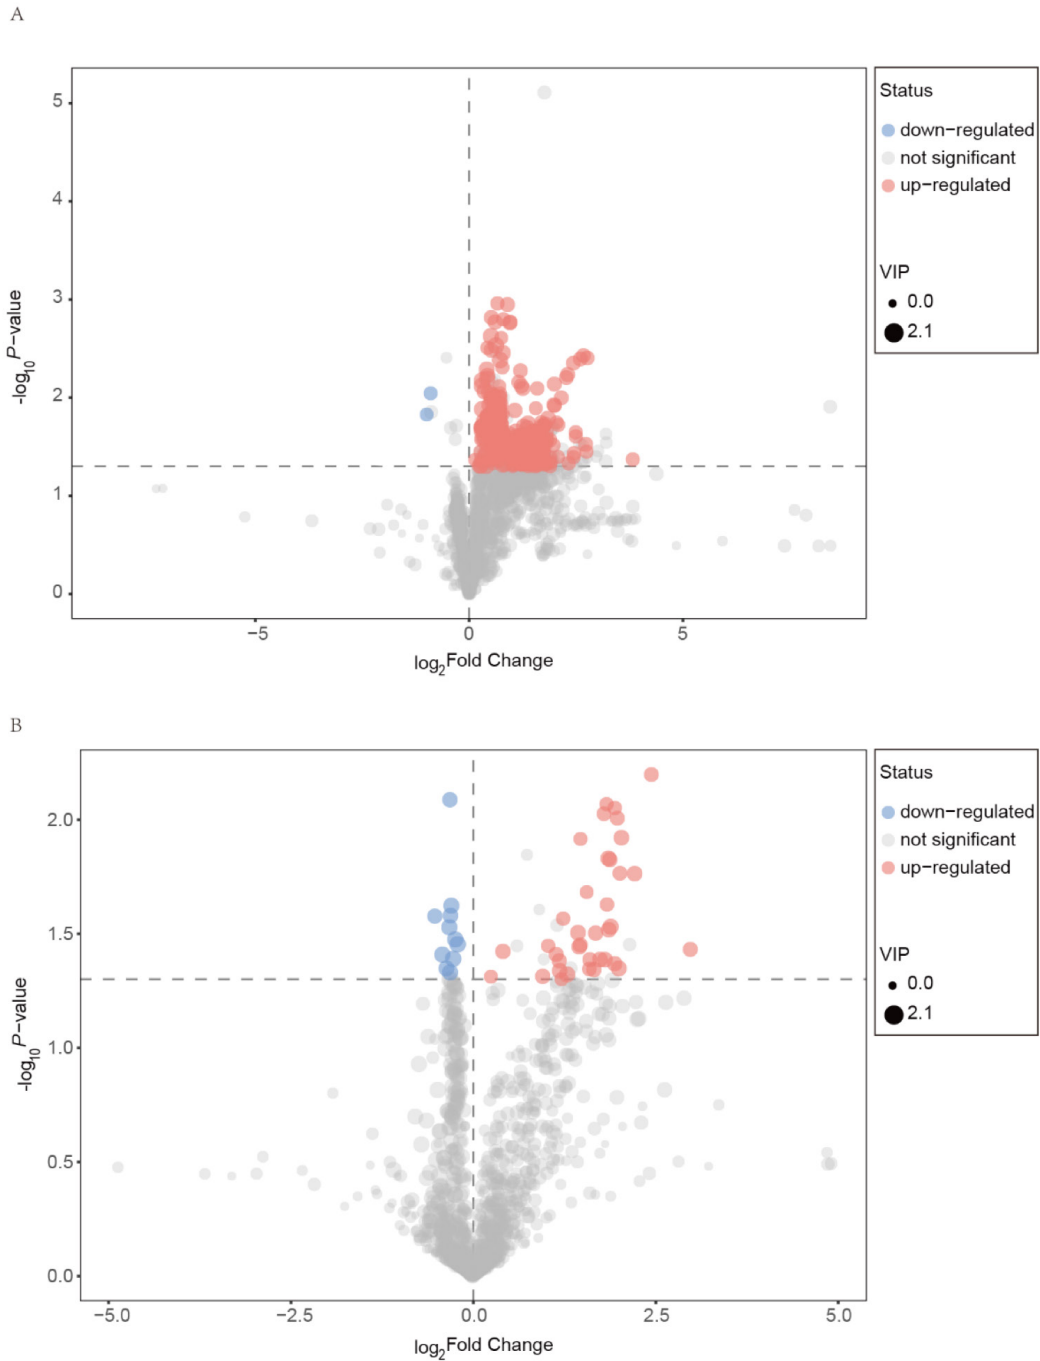 A
Status
down−regulated
not significant
up−regulated
VIP
0.0
2.1
5
4
3
2
1
0
-log10P−value
−5
0
5
log2Fold Change
B
Status
down−regulated
not significant
up−regulated
VIP
0.0
2.1
2.0
1.5
1.0
0.5
0.0
-log10P−value
−5.0
−2.5
0.0
2.5
5.0
log2Fold Change